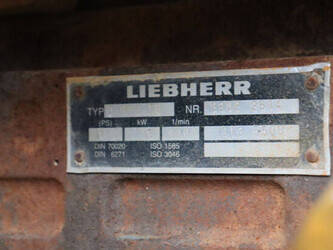 LIEBHERR
TYP NR.
(PS) kW 1/min
DIN 70020 ISO 1585
DIN 6271 ISO 3046